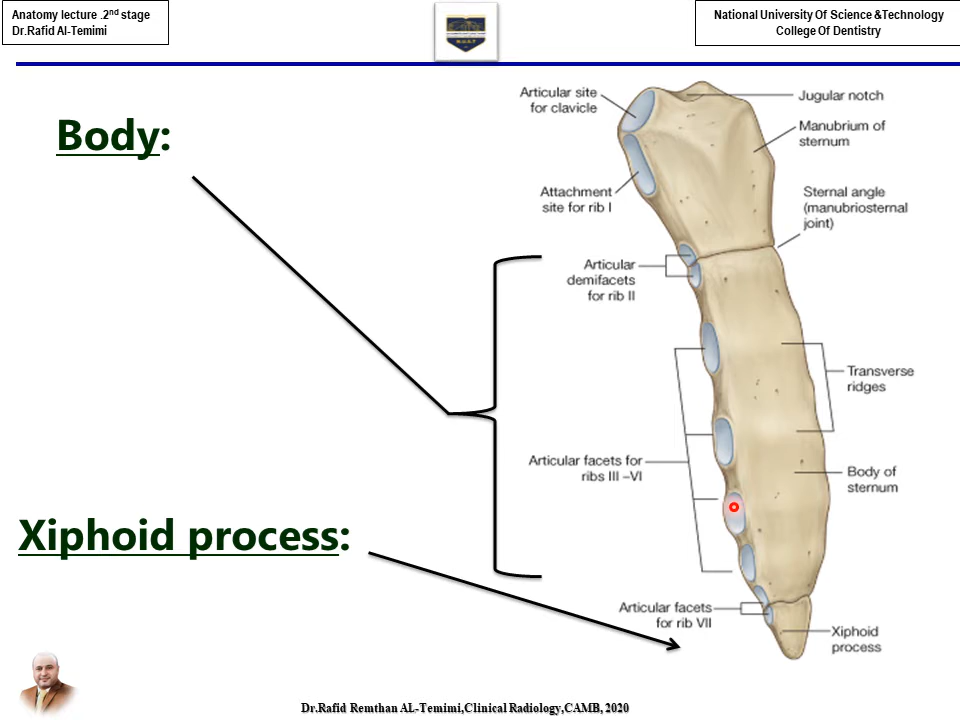 Anatomy lecture .2nd stage
Dr.Rafid Al-Temimi
National University Of Science &Technology
College Of Dentistry
Body:
Xiphoid process:
Articular site
for clavicle
Jugular notch
Manubrium of
sternum
Attachment
site for rib I
Sternal angle
(manubriosternal
joint)
Articular
demifacets
for rib II
Transverse
ridges
Articular facets for
ribs III –VI
Body of
sternum
Articular facets
for rib VII
Xiphoid
process
Dr.Rafid Remthan AL-Temimi,Clinical Radiology,CAMB, 2020